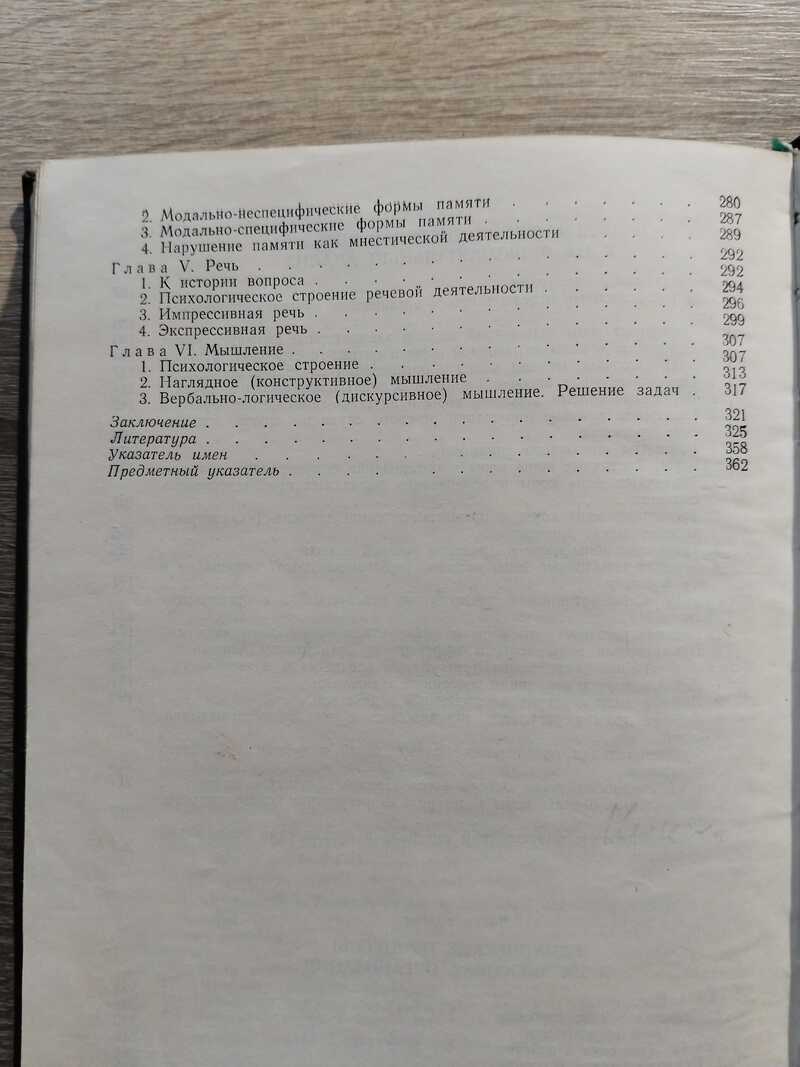 2. Модально-неспецифические формы памяти . . . . . . 280
3. Модально-специфические формы памяти . . . . . . . 287
4. Нарушение памяти как мнестической деятельности . . . . 289
Глава V. Речь . . . . . . . . . . . . . . . . 292
1. К истории вопроса . . . . . . . . . . . . . . 292
2. Психологическое строение речевой деятельности . . . . . 294
3. Импрессивная речь . . . . . . . . . . . . . . 296
4. Экспрессивная речь . . . . . . . . . . . . . . 299
Глава VI. Мышление . . . . . . . . . . . . . . . 307
1. Психологическое строение . . . . . . . . . . . . 307
2. Наглядное (конструктивное) мышление . . . . . . . 313
3. Вербально-логическое (дискурсивное) мышление. Решение задач . 317
Заключение . . . . . . . . . . . . . . . . . . 321
Литература . . . . . . . . . . . . . . . . . . 325
Указатель имен . . . . . . . . . . . . . . . . 358
Предметный указатель . . . . . . . . . . . . . . 362